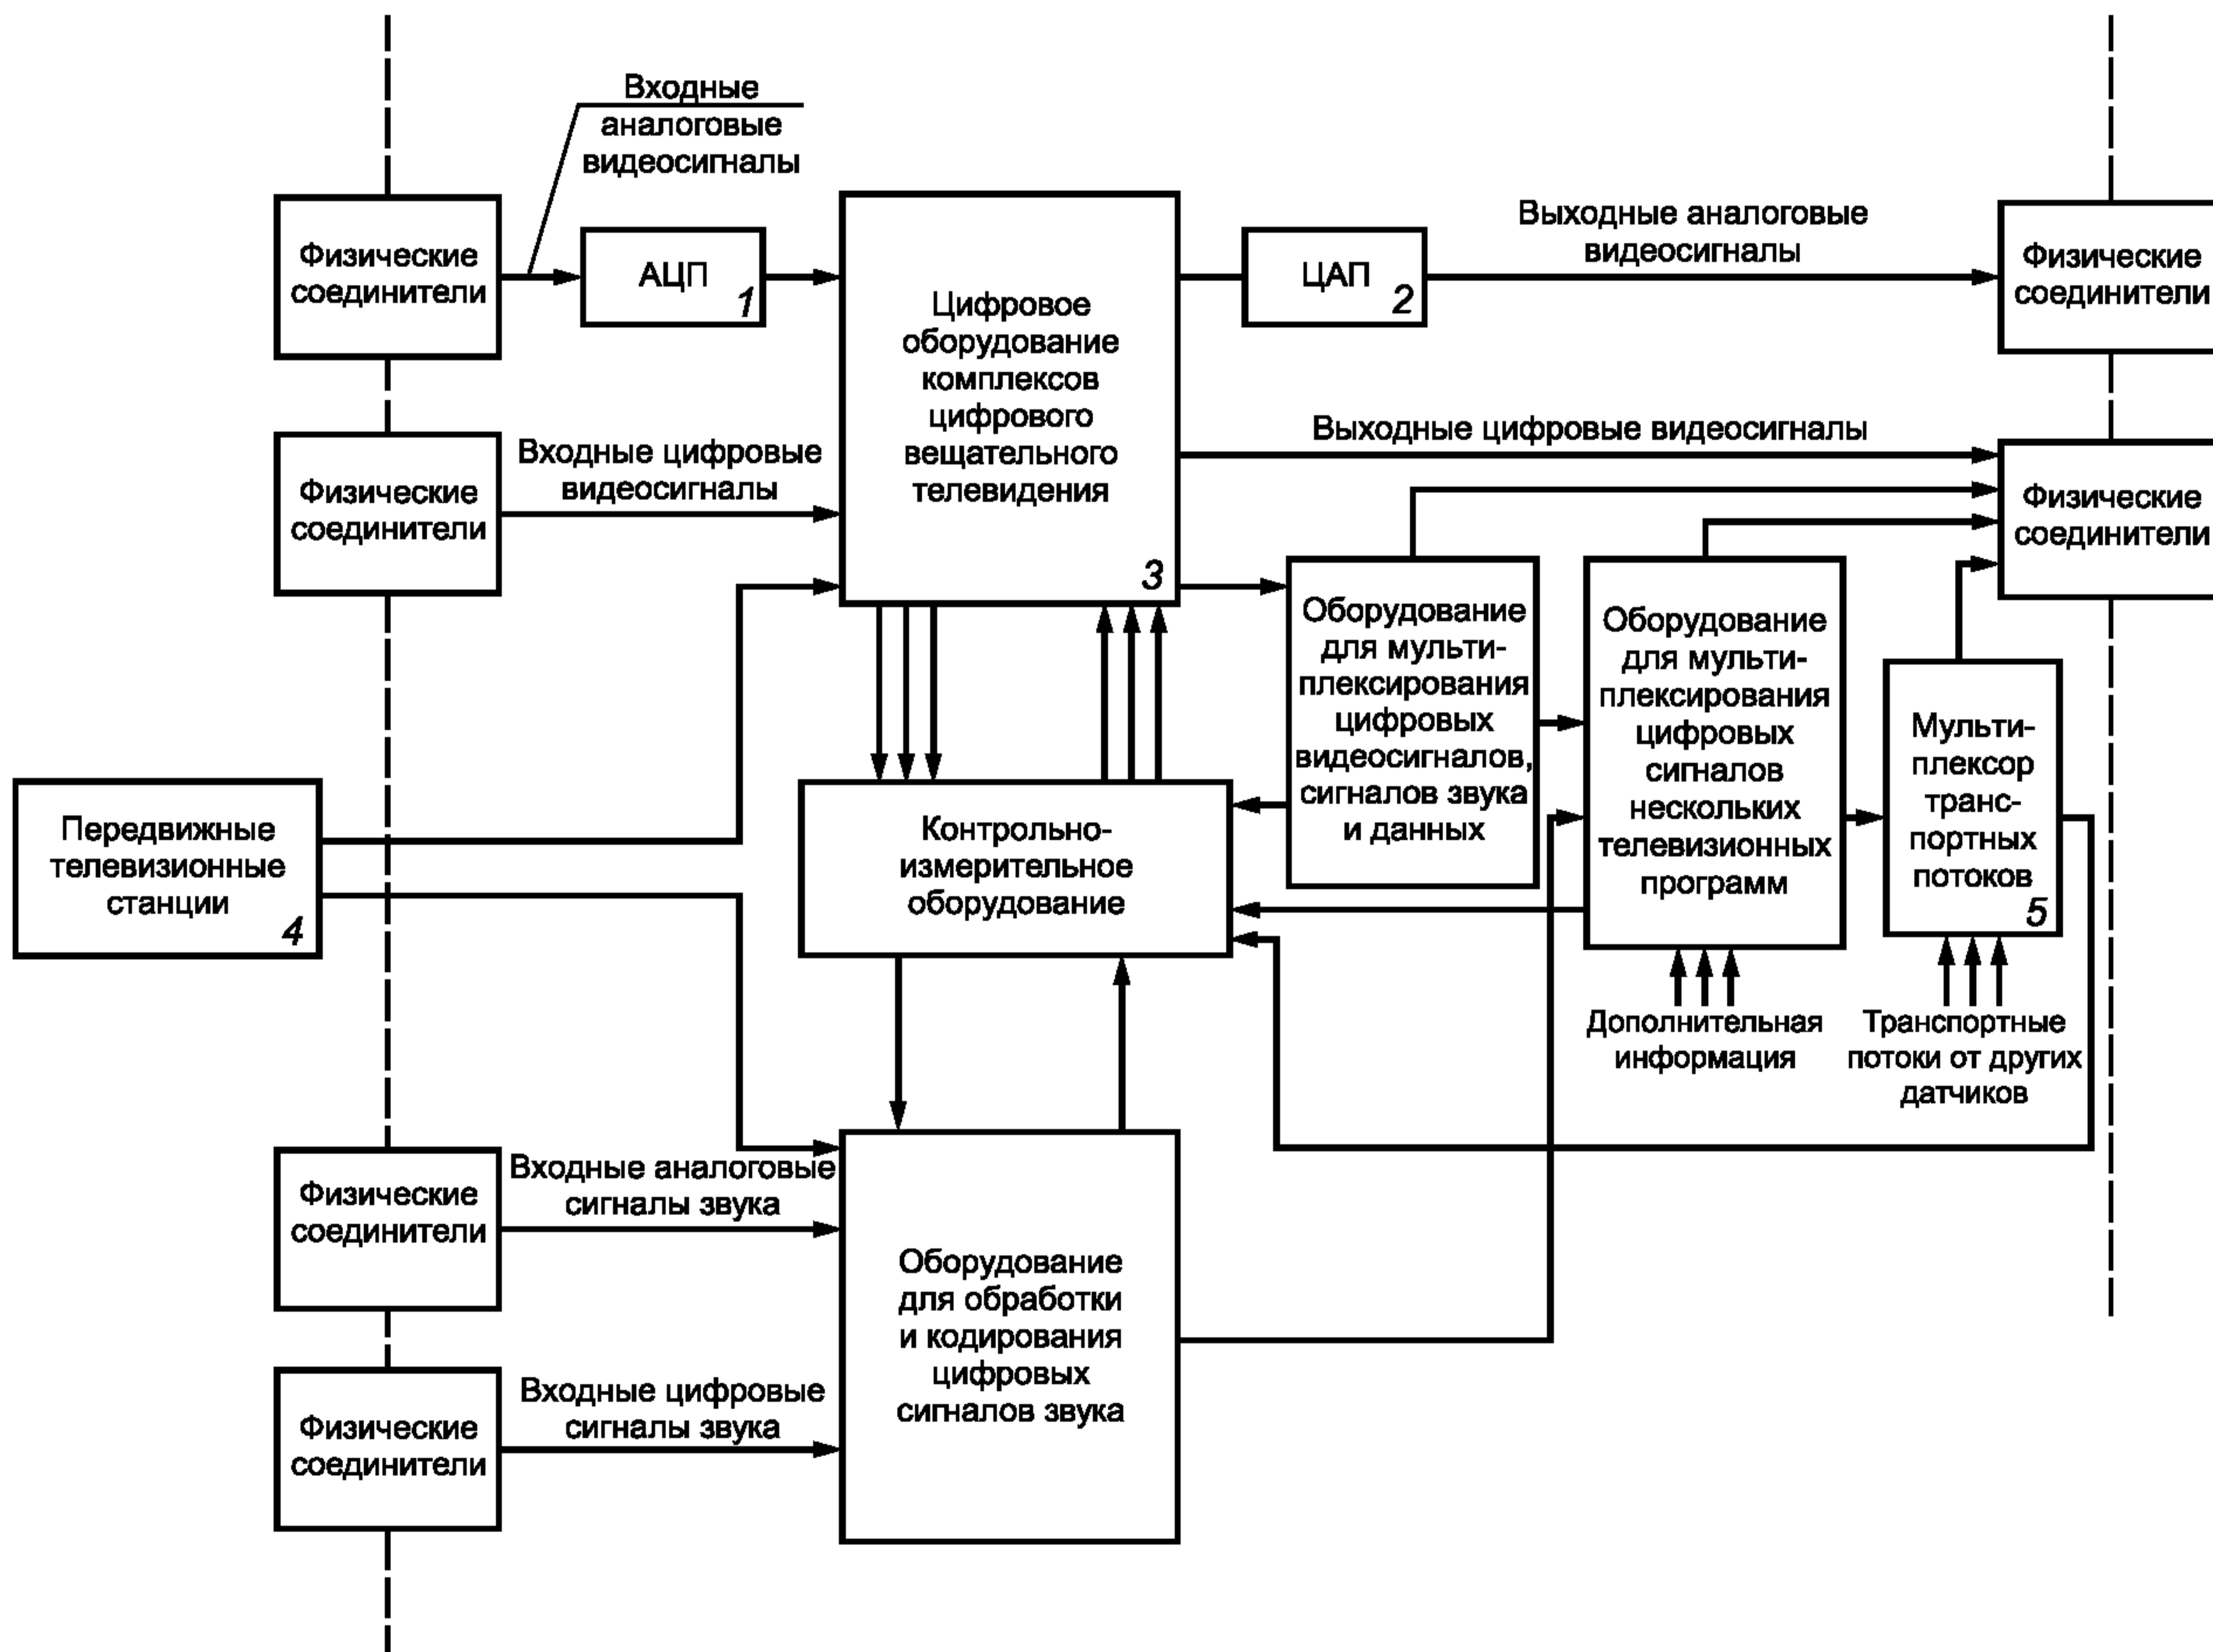 Входные
аналоговые
видеосигналы
Физические
соединители
АЦП
1
Цифровое
оборудование
комплексов
цифрового
вещательного
телевидения
3
ЦАП
2
Выходные аналоговые
видеосигналы
Физические
соединители
Физические
соединители
Входные цифровые
видеосигналы
Выходные цифровые видеосигналы
Физические
соединители
Оборудование
для мульти-
плексирования
цифровых
видеосигналов,
сигналов звука
и данных
Оборудование
для мульти-
плексирования
цифровых
сигналов
нескольких
телевизионных
программ
Мульти-
плексор
транс-
портных
потоков
5
Передвижные
телевизионные
станции
4
Контрольно-
измерительное
оборудование
Дополнительная
информация
Транспортные
потоки от других
датчиков
Физические
соединители
Входные аналоговые
сигналы звука
Оборудование
для обработки
и кодирования
цифровых
сигналов звука
Физические
соединители
Входные цифровые
сигналы звука